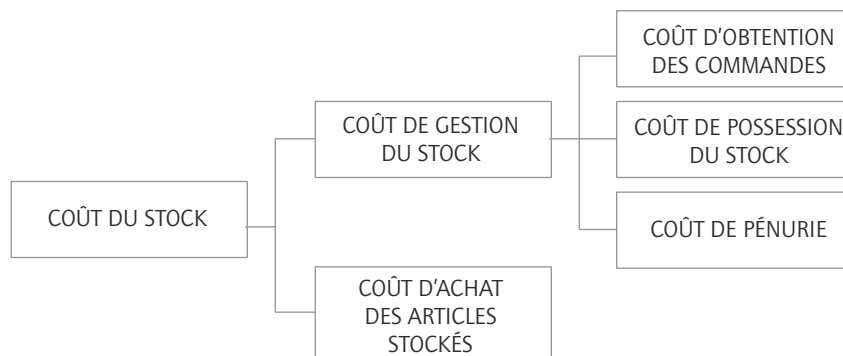 COÛT D'OBTENTION
DES COMMANDES
COÛT DE GESTION
DU STOCK
COÛT DE POSSESSION
DU STOCK
COÛT DU STOCK
COÛT DE PÉNURIE
COÛT D'ACHAT
DES ARTICLES
STOCKÉS